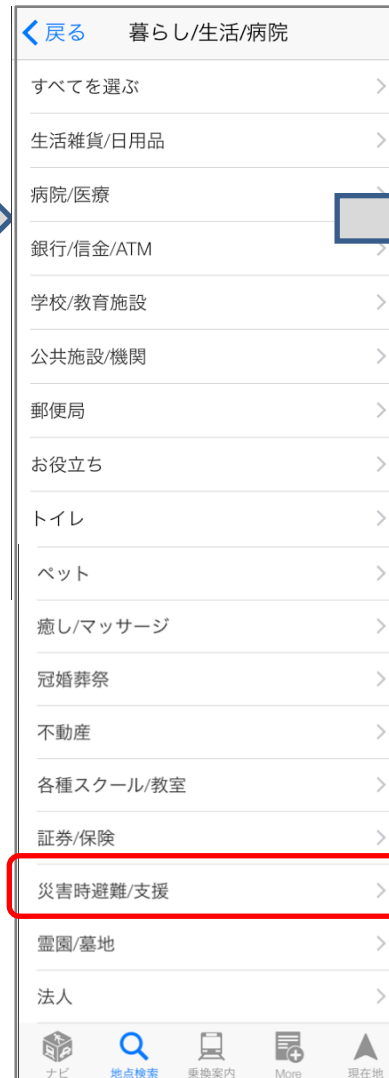 戻る 暮らし/生活/病院
すべてを選ぶ
生活雑貨/日用品
病院/医療
銀行/信金/ATM
学校/教育施設
公共施設/機関
郵便局
お役立ち
トイレ
ペット
癒し/マッサージ
冠婚葬祭
不動産
各種スクール/教室
証券/保険
災害時避難/支援
霊園/墓地
法人
ナビ 地点検索 乗換案内 More 現在地